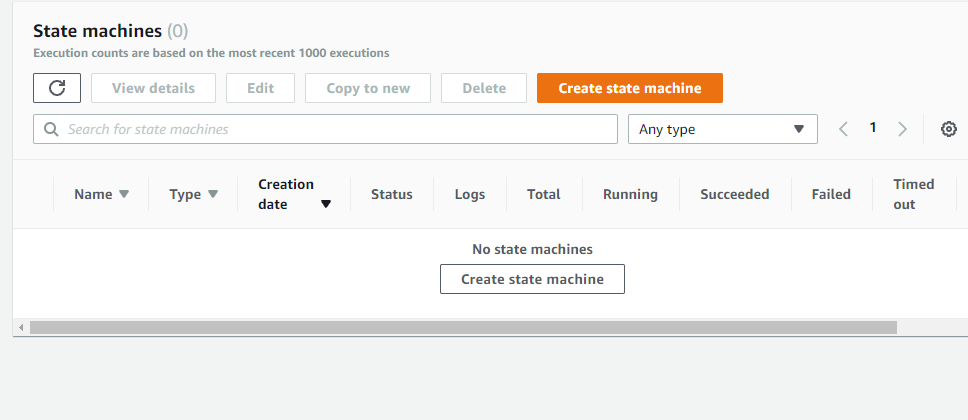 State machines (0)
Execution counts are based on the most recent 1000 executions
View details Edit Copy to new Delete Create state machine
Search for state machines Any type 1
Name Type Creation date Status Logs Total Running Succeeded Failed Timed out
No state machines
Create state machine